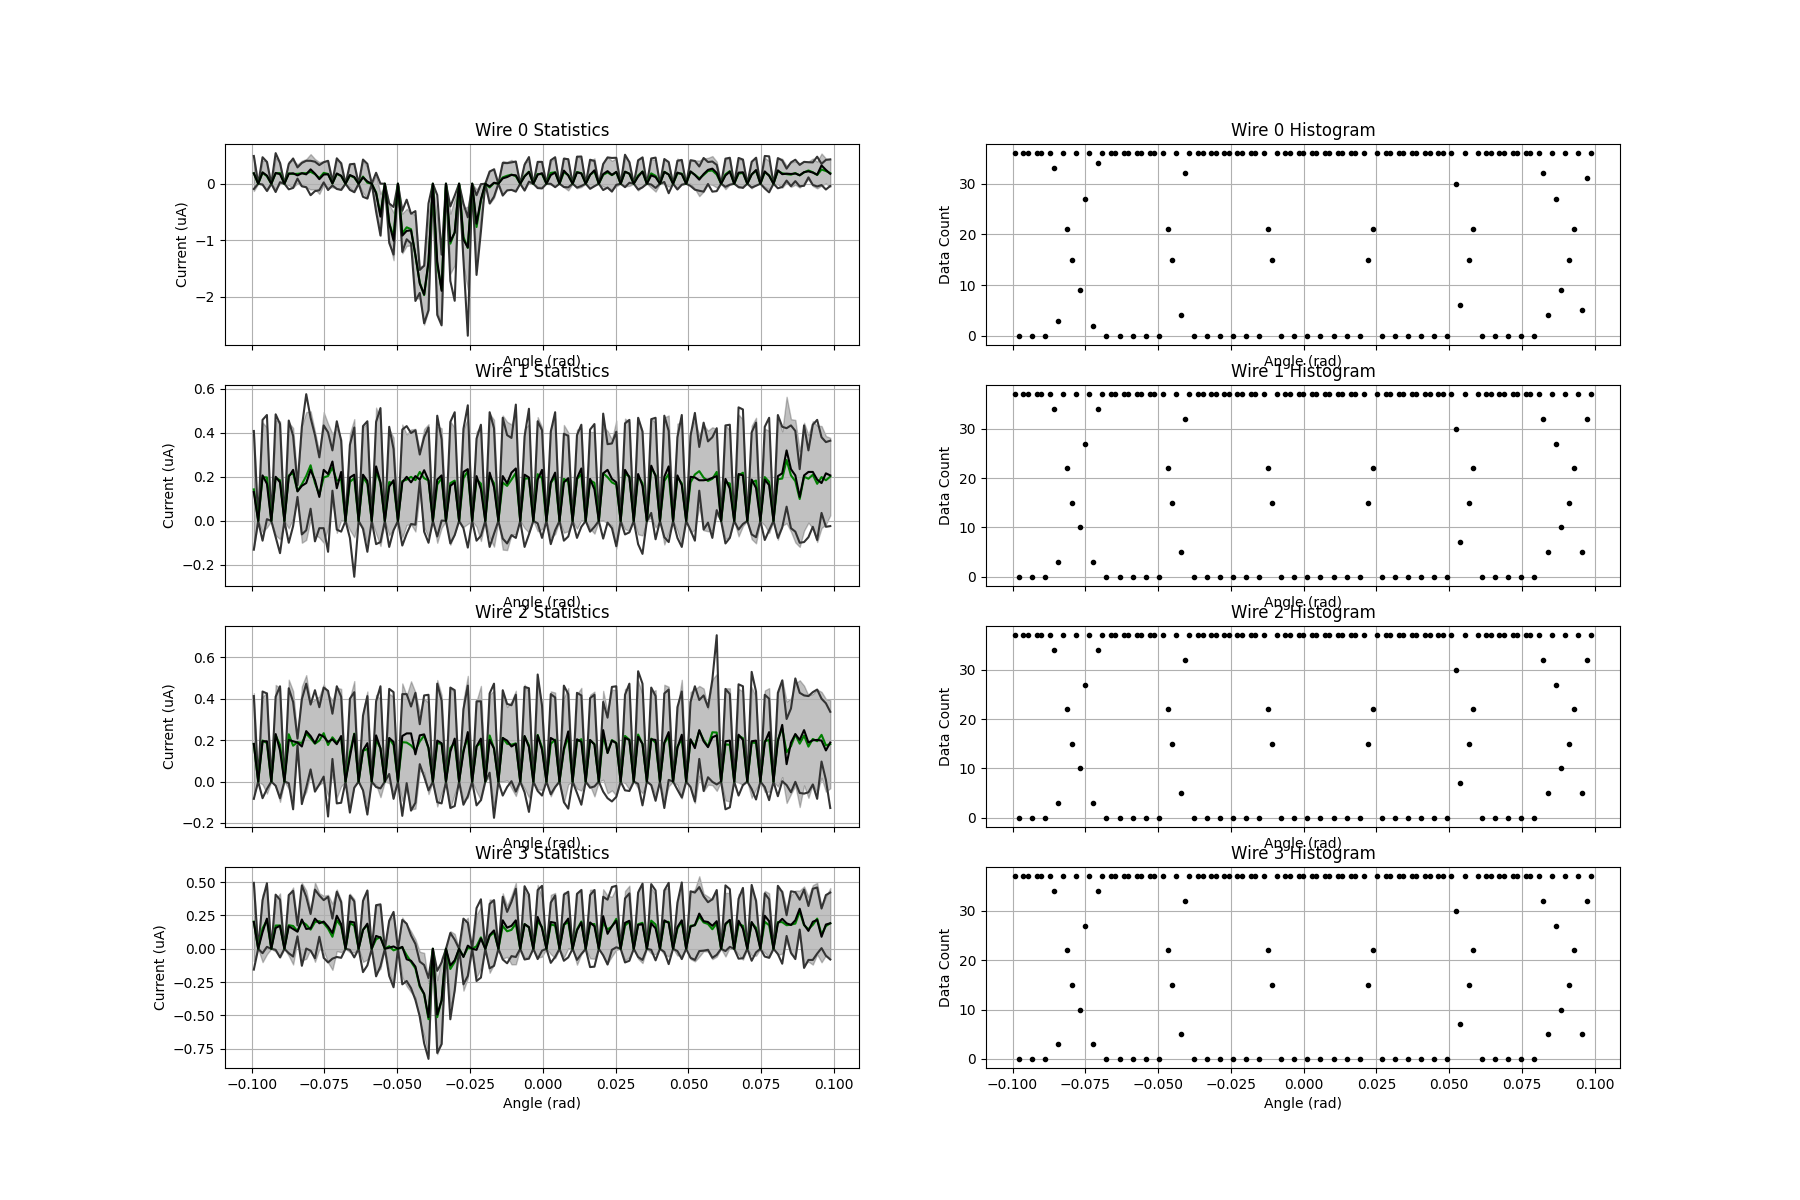 Wire 0 Statistics
0
−1
−2
Current (uA)
Angle (rad)
Wire 0 Histogram
30
20
10
0
Data Count
Angle (rad)
Wire 1 Statistics
0.6
0.4
0.2
0.0
−0.2
Current (uA)
Angle (rad)
Wire 1 Histogram
30
20
10
0
Data Count
Angle (rad)
Wire 2 Statistics
0.6
0.4
0.2
0.0
−0.2
Current (uA)
Angle (rad)
Wire 2 Histogram
30
20
10
0
Data Count
Angle (rad)
Wire 3 Statistics
0.50
0.25
0.00
−0.25
−0.50
−0.75
Current (uA)
−0.100 −0.075 −0.050 −0.025 0.000 0.025 0.050 0.075 0.100
Angle (rad)
Wire 3 Histogram
30
20
10
0
Data Count
−0.100 −0.075 −0.050 −0.025 0.000 0.025 0.050 0.075 0.100
Angle (rad)